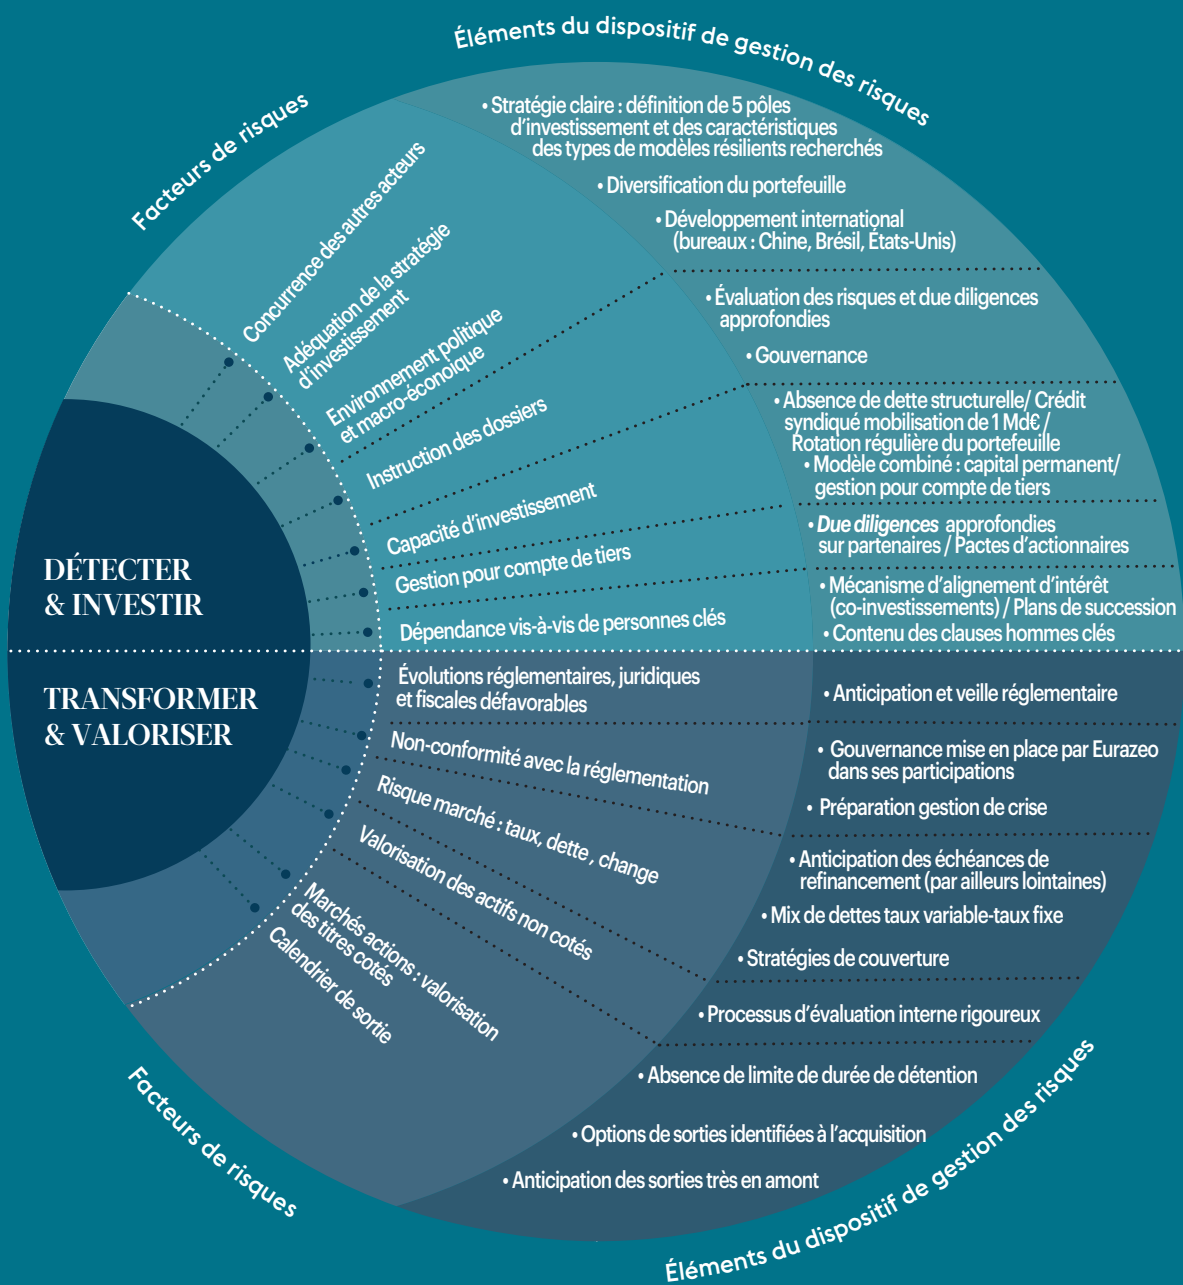 Éléments du dispositif de gestion des risques
Facteurs de risques
DÉTECTER
& INVESTIR
Concurrence des autres acteurs
Adéquation de la stratégie
d'investissement
Environnement politique
et macro-éconoique
Instruction des dossiers
Capacité d'investissement
Gestion pour compte de tiers
Dépendance vis-à-vis de personnes clés
• Stratégie claire : définition de 5 pôles
d'investissement et des caractéristiques
des types de modèles résilients recherchés
• Diversification du portefeuille
• Développement international
(bureaux : Chine, Brésil, États-Unis)
• Évaluation des risques et due diligences
approfondies
• Gouvernance
• Absence de dette structurelle/ Crédit
syndiqué mobilisation de 1 Md€ /
Rotation régulière du portefeuille
• Modèle combiné : capital permanent/
gestion pour compte de tiers
• Due diligences approfondies
sur partenaires / Pactes d'actionnaires
• Mécanisme d'alignement d'intérêt
(co-investissements) / Plans de succession
• Contenu des clauses hommes clés
TRANSFORMER
& VALORISER
Évolutions réglementaires, juridiques
et fiscales défavorables
Non-conformité avec la réglementation
Risque marché : taux, dette , change
Valorisation des actifs non cotés
Marchés actions : valorisation
des titres cotés
Calendrier de sortie
• Anticipation et veille réglementaire
• Gouvernance mise en place par Eurazeo
dans ses participations
• Préparation gestion de crise
• Anticipation des échéances de
refinancement (par ailleurs lointaines)
• Mix de dettes taux variable-taux fixe
• Stratégies de couverture
• Processus d'évaluation interne rigoureux
• Absence de limite de durée de détention
• Options de sorties identifiées à l'acquisition
• Anticipation des sorties très en amont
Facteurs de risques
Éléments du dispositif de gestion des risques